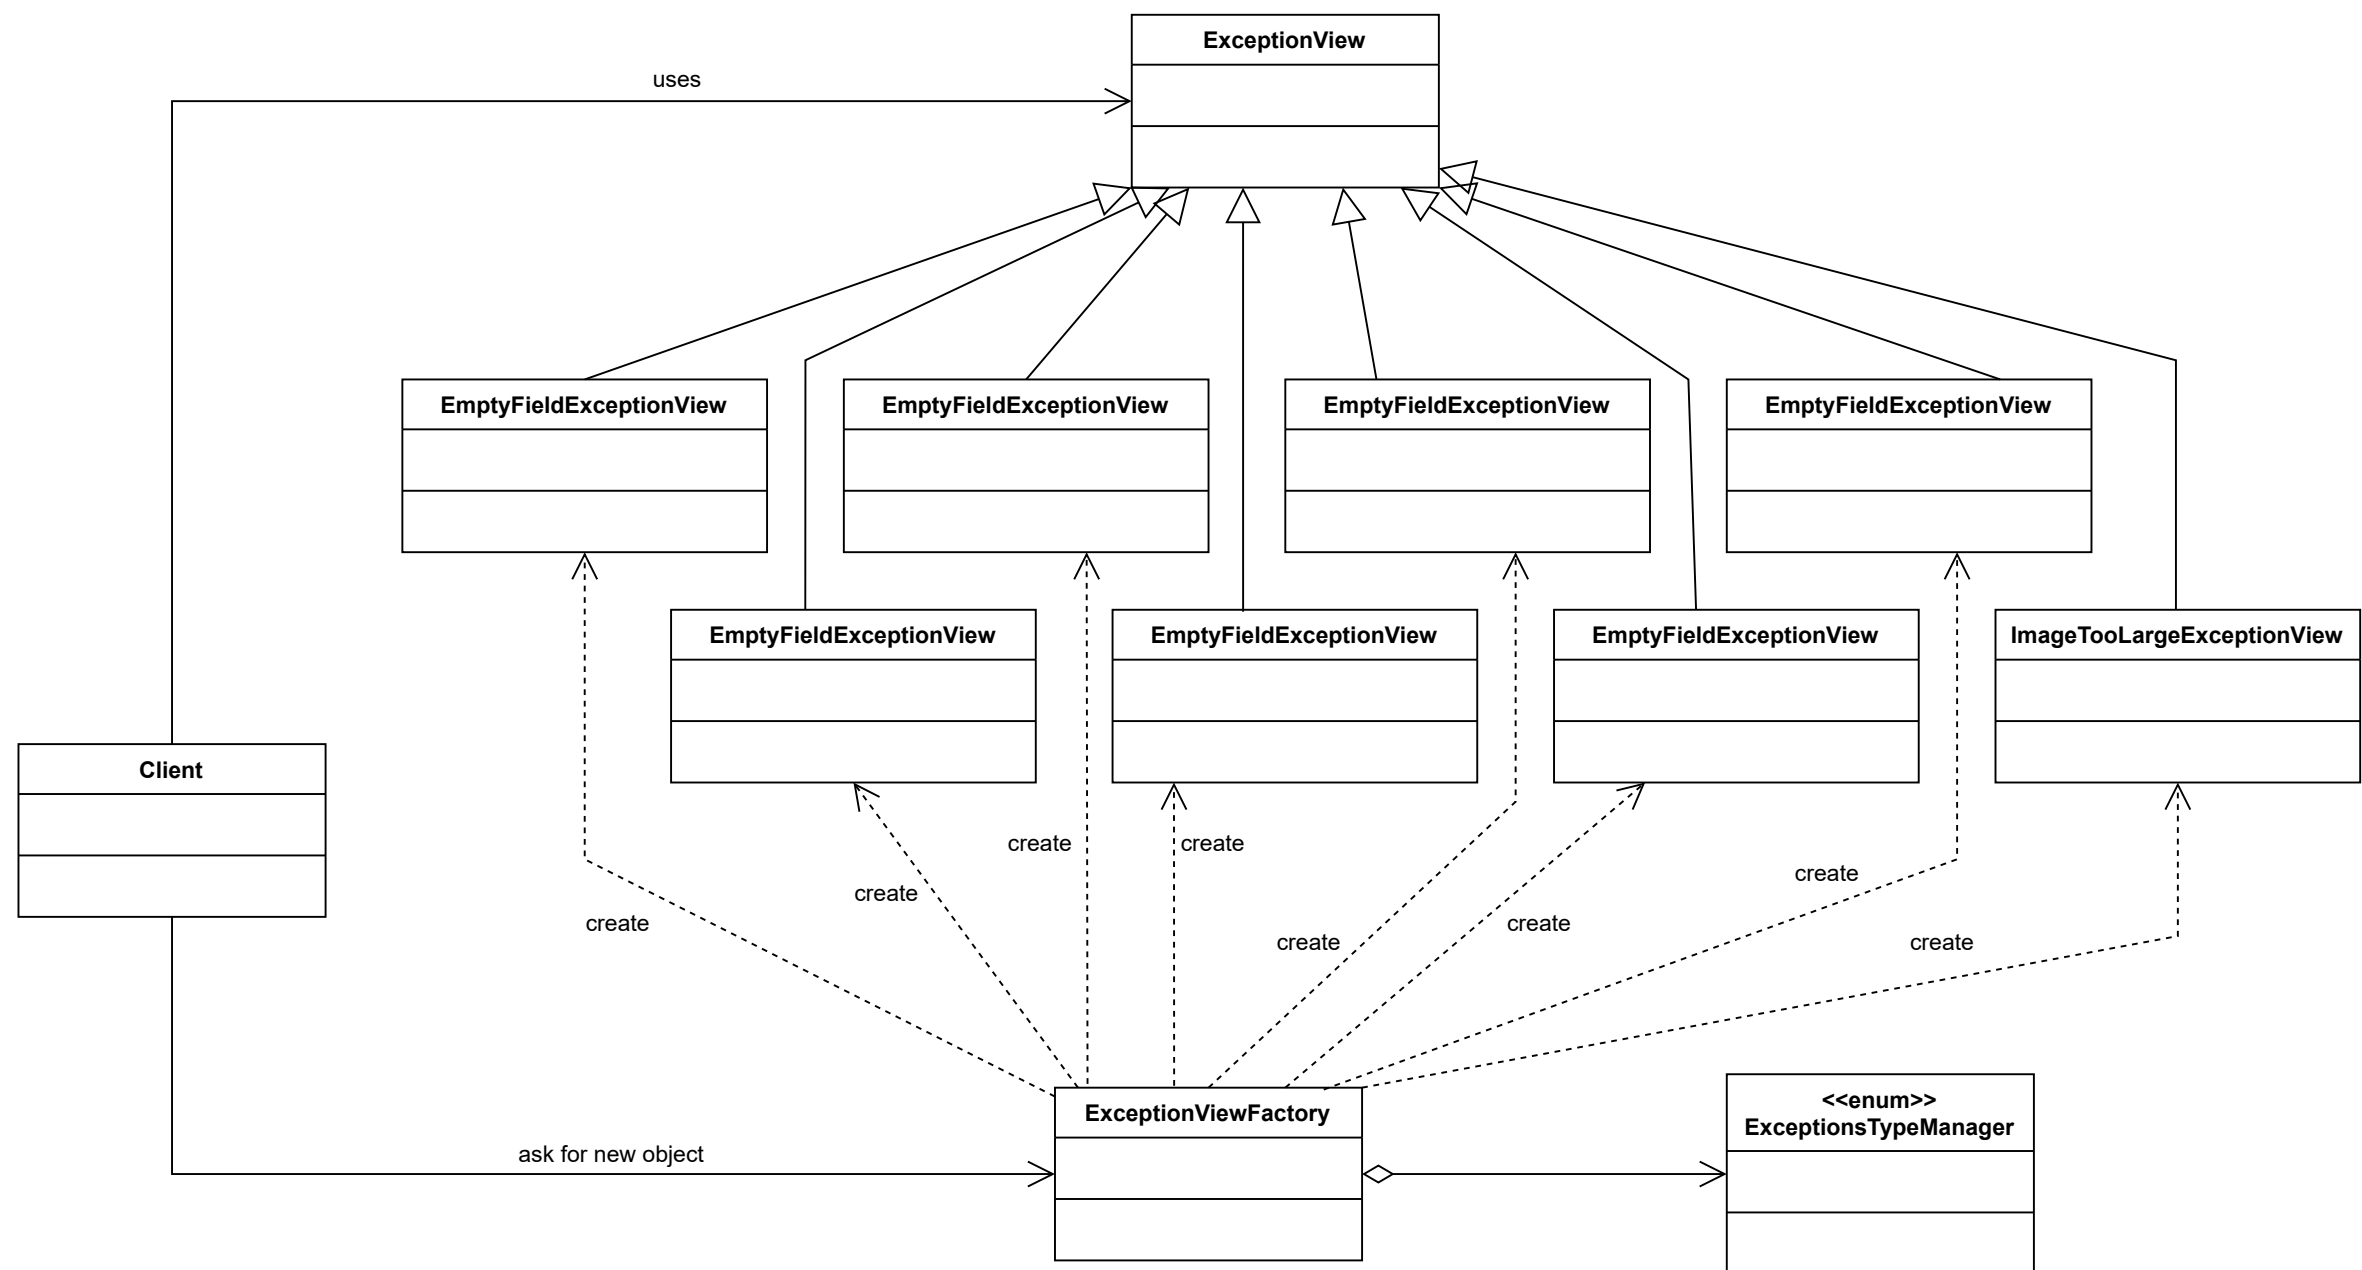 ExceptionView
uses
EmptyFieldExceptionView
EmptyFieldExceptionView
EmptyFieldExceptionView
EmptyFieldExceptionView
EmptyFieldExceptionView
EmptyFieldExceptionView
EmptyFieldExceptionView
ImageTooLargeExceptionView
Client
create
create
create
create
create
create
create
create
ExceptionViewFactory
<<enum>>
ExceptionsTypeManager
ask for new object